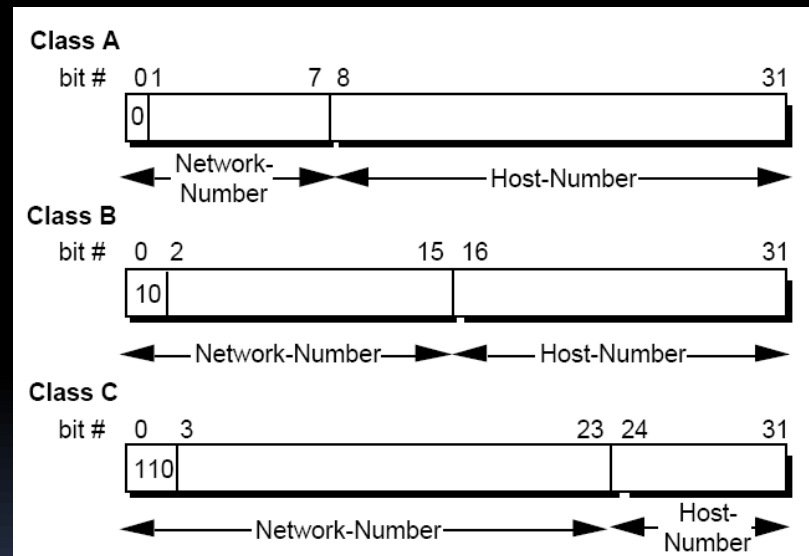 Class A
bit # 0 1 7 8 31
0
Network-
Number
Host-Number
Class B
bit # 0 2 15 16 31
10
Network-Number
Host-Number
Class C
bit # 0 3 23 24 31
110
Network-Number
Host-
Number